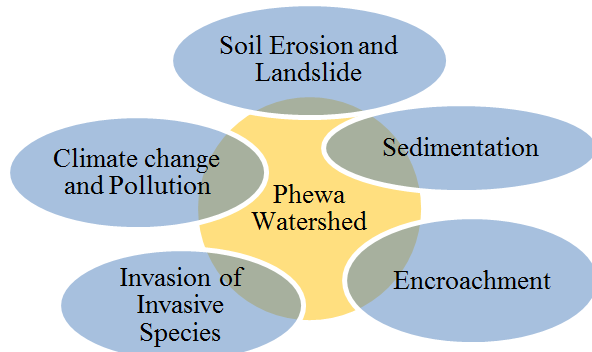 Soil Erosion and
Landslide
Sedimentation
Climate change
and Pollution
Phewa
Watershed
Encroachment
Invasion of
Invasive
Species